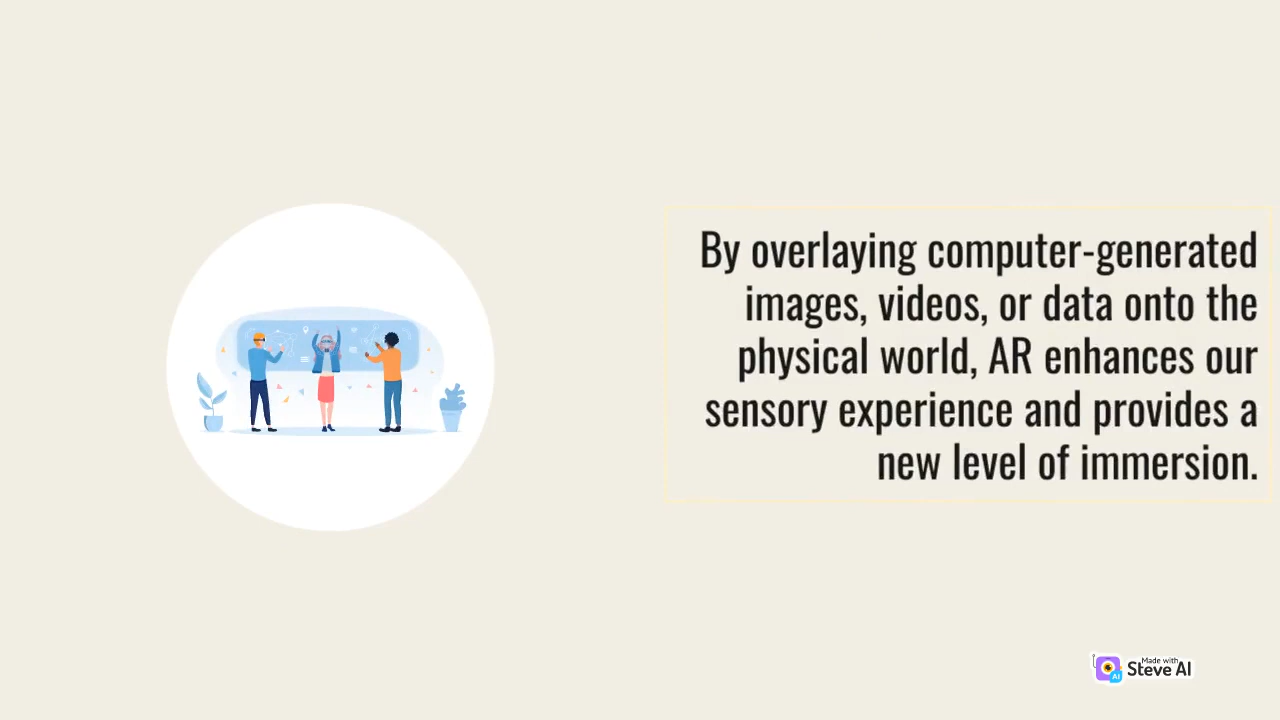 By overlaying computer-generated
images, videos, or data onto the
physical world, AR enhances our
sensory experience and provides a
new level of immersion.
Made with
Steve AI
AI